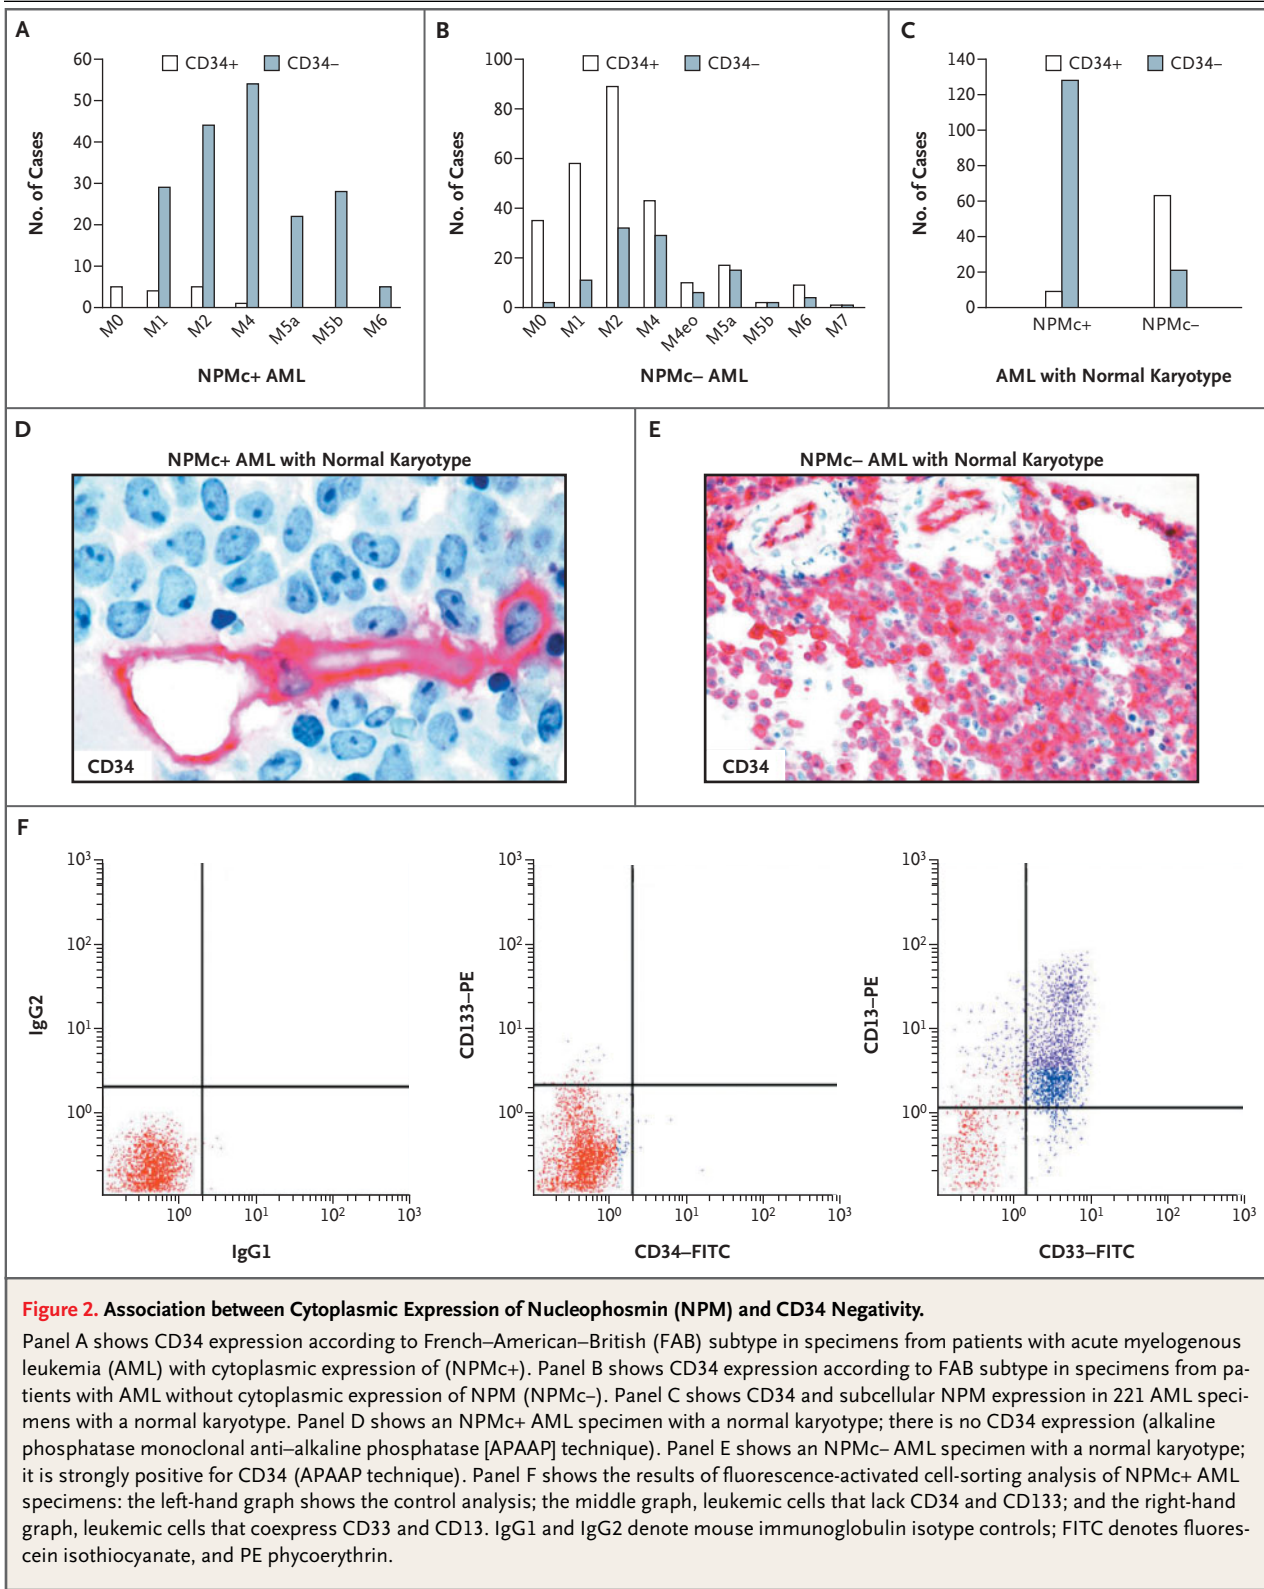 A
60
50
40
30
20
10
0
No. of Cases
CD34+
CD34–
M0
M1
M2
M4
M5a
M5b
M6
NPMc+ AML
B
100
80
60
40
20
0
No. of Cases
CD34+
CD34–
M0
M1
M2
M4
M4eo
M5a
M5b
M6
M7
NPMc– AML
C
140
120
100
80
60
40
20
0
No. of Cases
CD34+
CD34–
NPMc+
NPMc–
AML with Normal Karyotype
D
NPMc+ AML with Normal Karyotype
CD34
E
NPMc– AML with Normal Karyotype
CD34
F
10³
10²
10¹
10⁰
IgG2
10⁰ 10¹ 10² 10³
IgG1
10³
10²
10¹
10⁰
CD133–PE
10⁰ 10¹ 10² 10³
CD34–FITC
10³
10²
10¹
10⁰
CD13–PE
10⁰ 10¹ 10² 10³
CD33–FITC
Figure 2. Association between Cytoplasmic Expression of Nucleophosmin (NPM) and CD34 Negativity.
Panel A shows CD34 expression according to French–American–British (FAB) subtype in specimens from patients with acute myelogenous
leukemia (AML) with cytoplasmic expression of (NPMc+). Panel B shows CD34 expression according to FAB subtype in specimens from pa-
tients with AML without cytoplasmic expression of NPM (NPMc–). Panel C shows CD34 and subcellular NPM expression in 221 AML speci-
mens with a normal karyotype. Panel D shows an NPMc+ AML specimen with a normal karyotype; there is no CD34 expression (alkaline
phosphatase monoclonal anti–alkaline phosphatase [APAAP] technique). Panel E shows an NPMc– AML specimen with a normal karyotype;
it is strongly positive for CD34 (APAAP technique). Panel F shows the results of fluorescence-activated cell-sorting analysis of NPMc+ AML
specimens: the left-hand graph shows the control analysis; the middle graph, leukemic cells that lack CD34 and CD133; and the right-hand
graph, leukemic cells that coexpress CD33 and CD13. IgG1 and IgG2 denote mouse immunoglobulin isotype controls; FITC denotes fluores-
cein isothiocyanate, and PE phycoerythrin.